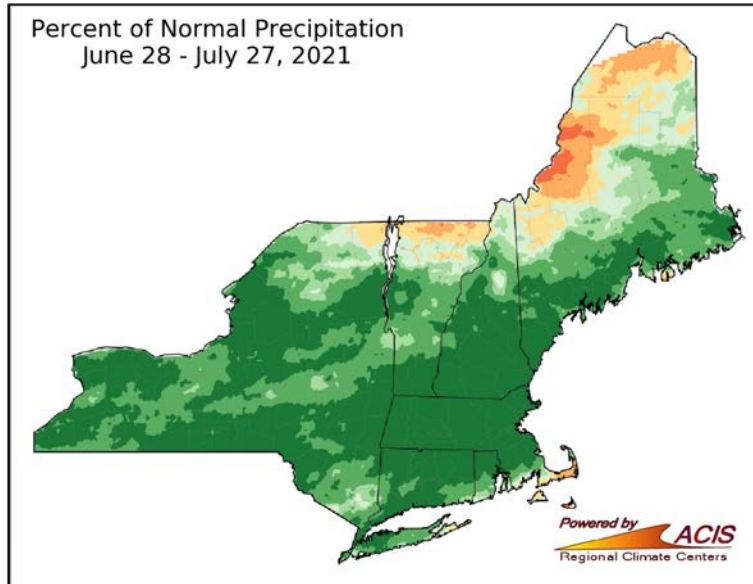 Percent of Normal Precipitation
June 28 - July 27, 2021
Powered by
ACIS
Regional Climate Centers